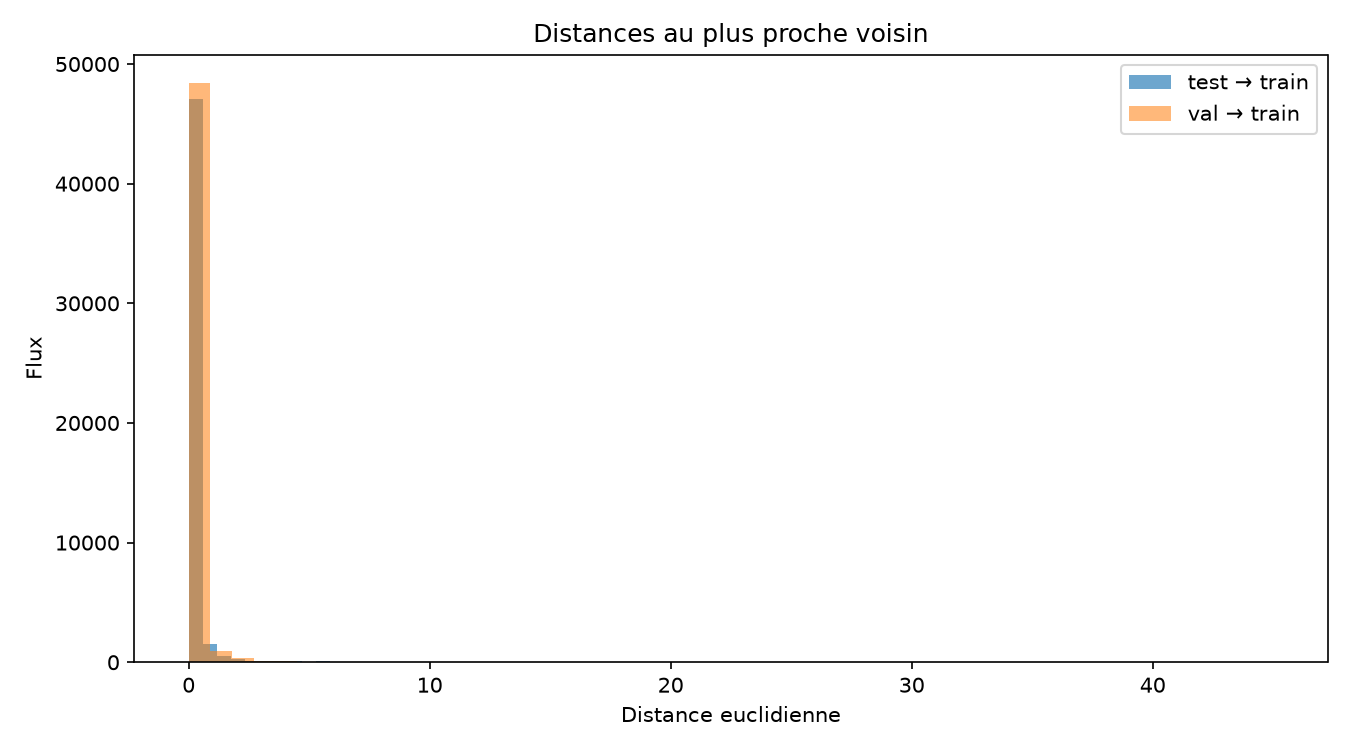 Distances au plus proche voisin
test → train
val → train
50000
40000
30000
20000
10000
0
Flux
0 10 20 30 40
Distance euclidienne